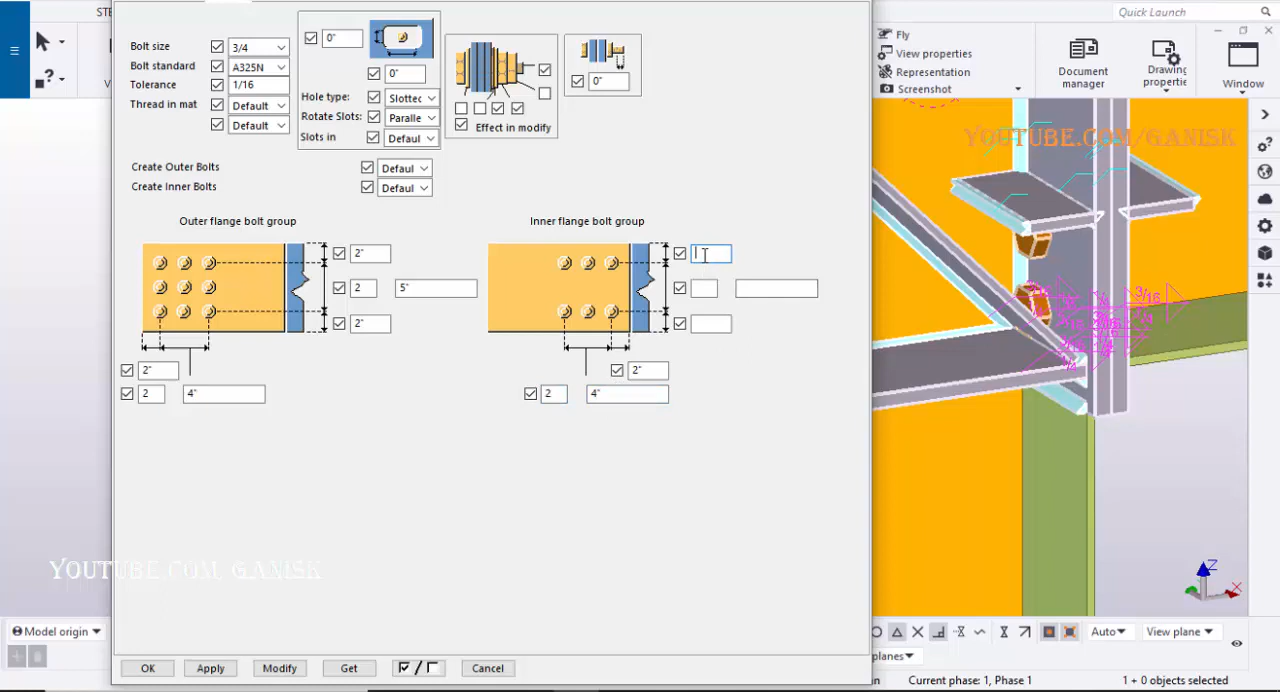 STE
Quick Launch
Fly
View properties
Representation
Screenshot
Document manager
Drawing properties
Window
YOUTUBE.COM/GANISK
Bolt size 3/4
Bolt standard A325N
Tolerance 1/16
Thread in mat Default
Default
0"
0"
Hole type: Slottec
Rotate Slots: Paralle
Slots in Defaul
Effect in modify
0"
Create Outer Bolts Defaul
Create Inner Bolts Defaul
Outer flange bolt group
Inner flange bolt group
2"
2 5"
2"
2"
2 4"
2"
2 4"
3/16
YOUTUBE.COM GANISK
Z
X
Model origin
Auto
View plane
planes
OK
Apply
Modify
Get
/
Cancel
Current phase: 1, Phase 1
1 + 0 objects selected